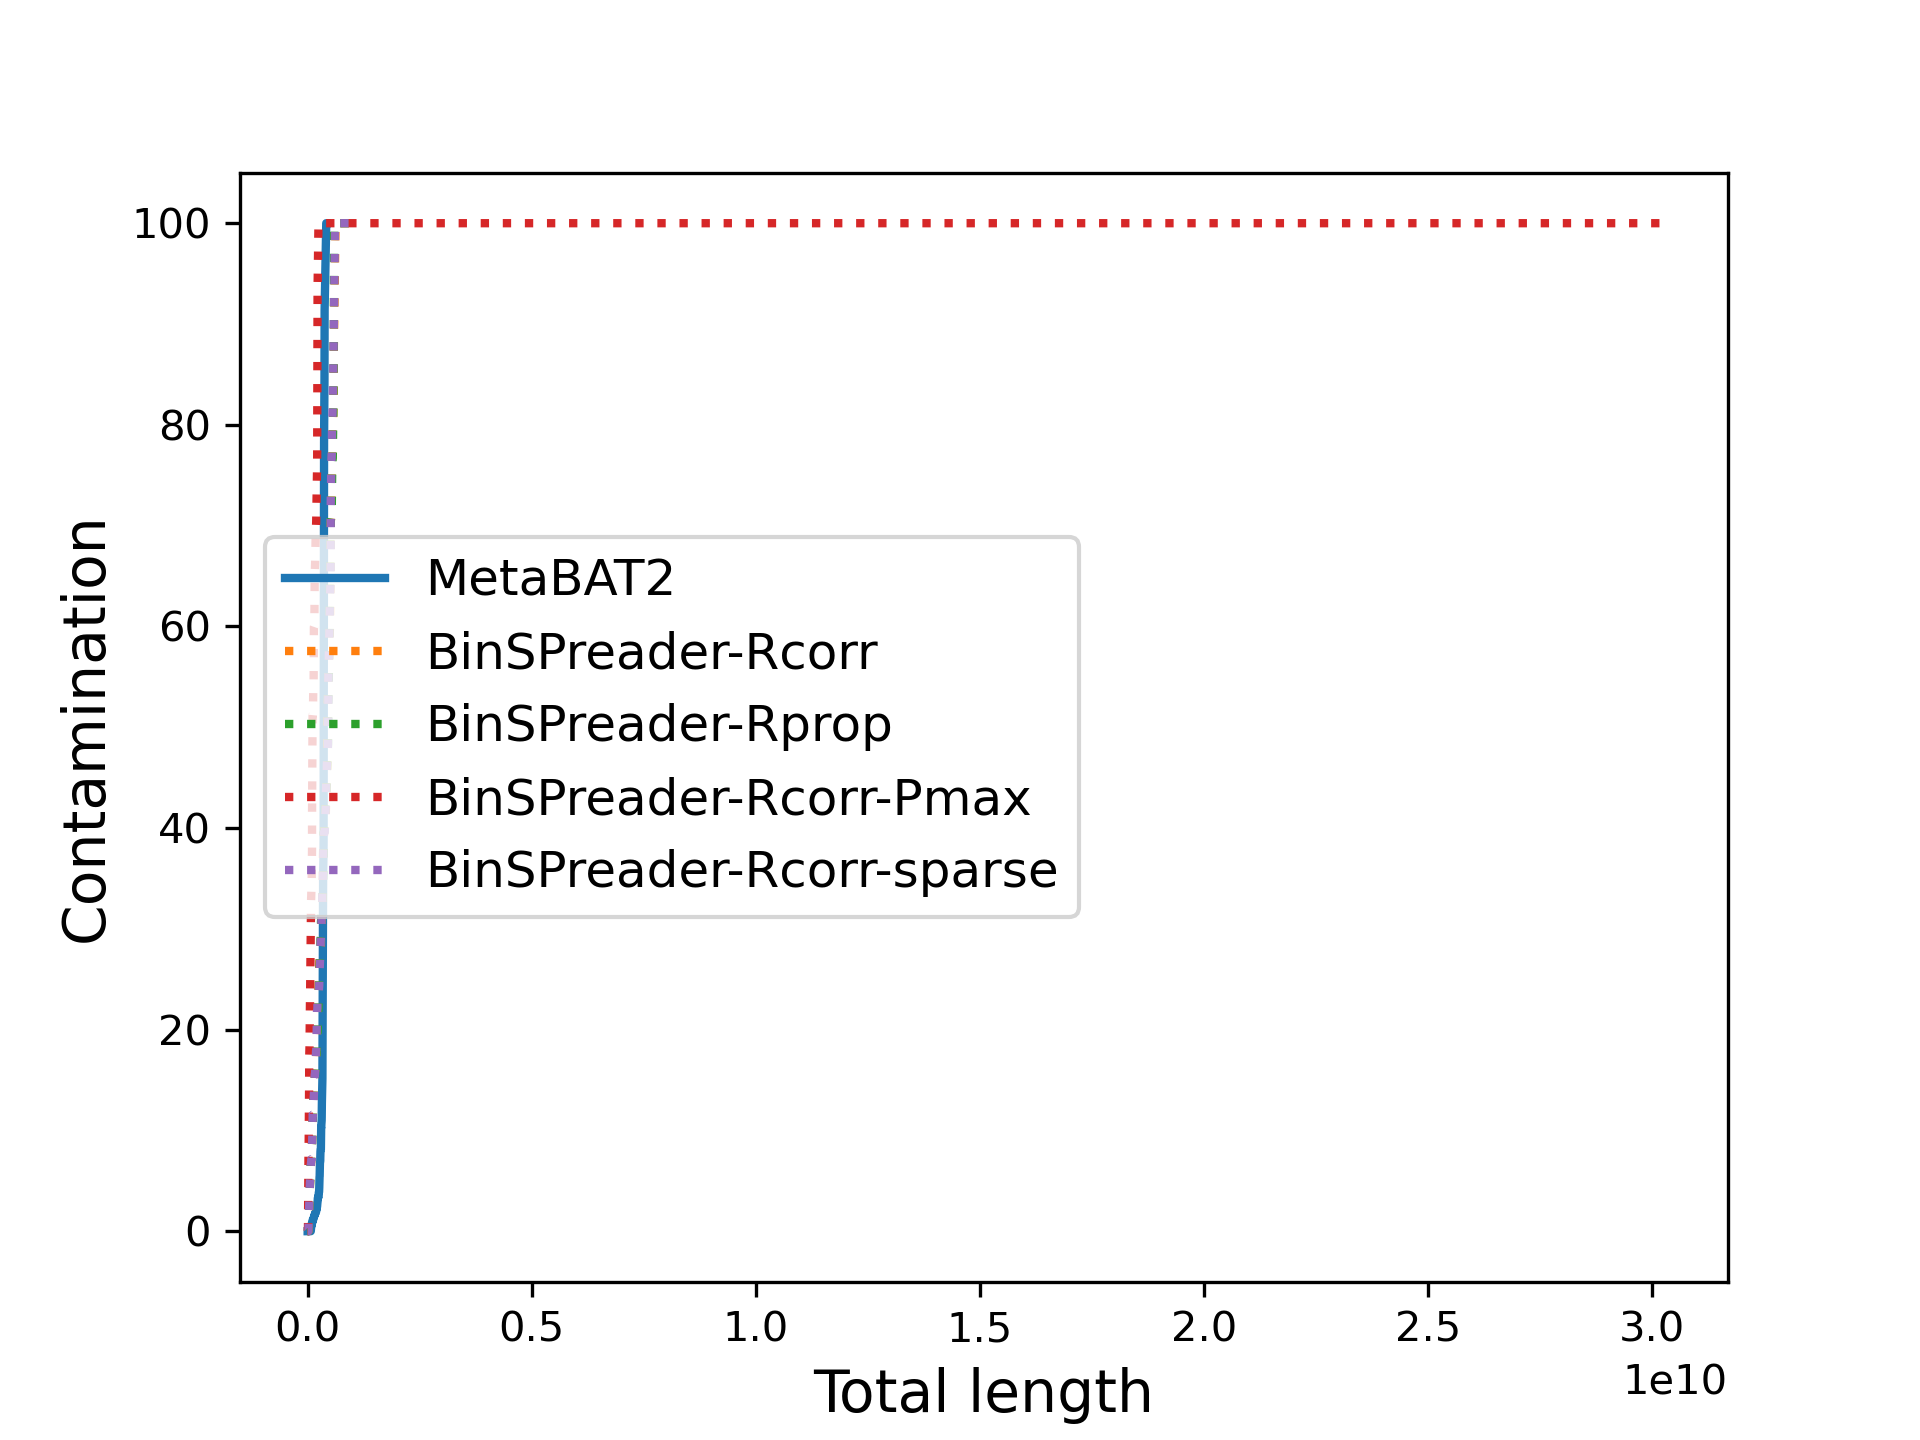 100
80
60
40
20
0
Contamination
MetaBAT2
BinSPreader-Rcorr
BinSPreader-Rprop
BinSPreader-Rcorr-Pmax
BinSPreader-Rcorr-sparse
0.0 0.5 1.0 1.5 2.0 2.5 3.0
1e10
Total length